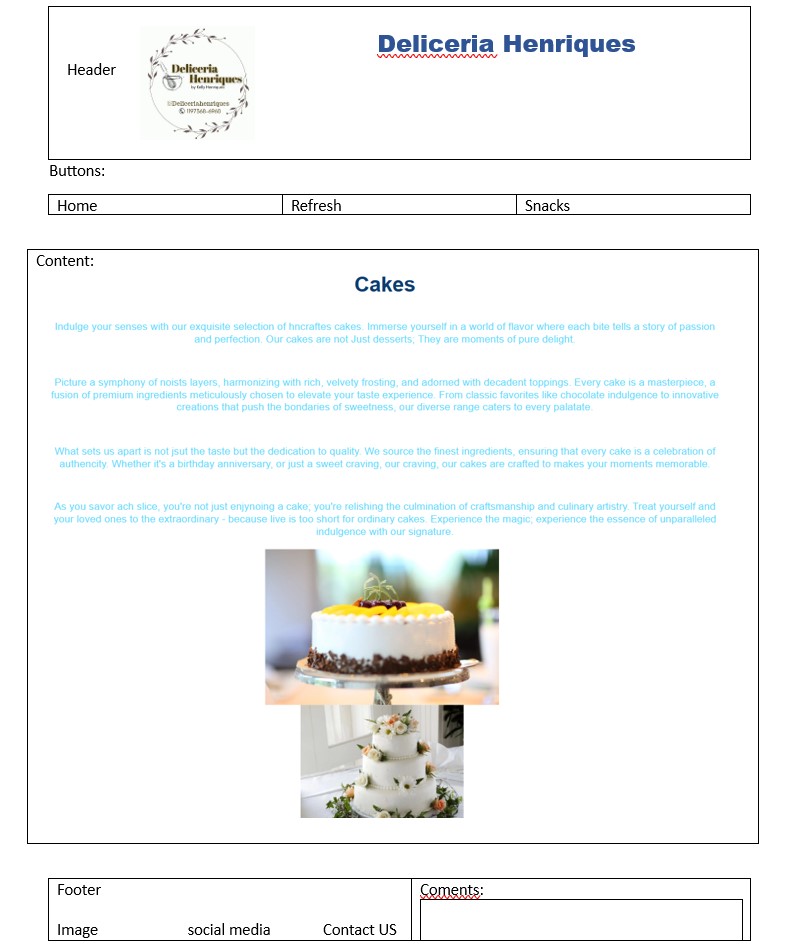 Deliceria Henriques
Header
Deliceria
Henriques
by Kelly Henriques
@Deliceriahenriques
Buttons:
Home Refresh Snacks
Content:
Cakes
Indulge your senses with our exquisite selection of hncraftes cakes. Immerse yourself in a world of flavor where each bite tells a story of passion
and perfection. Our cakes are not Just desserts; They are moments of pure delight.
Picture a symphony of noists layers, harmonizing with rich, velvety frosting, and adorned with decadent toppings. Every cake is a masterpiece, a
fusion of premium ingredients meticulously chosen to elevate your taste experience. From classic favorites like chocolate indulgence to innovative
creations that push the bondaries of sweetness, our diverse range caters to every palatate.
What sets us apart is not jsut the taste but the dedication to quality. We source the finest ingredients, ensuring that every cake is a celebration of
authencity. Whether it's a birthday anniversary, or just a sweet craving, our craving, our cakes are crafted to makes your moments memorable.
As you savor ach slice, you're not just enjynoing a cake; you're relishing the culmination of craftsmanship and culinary artistry. Treat yourself and
your loved ones to the extraordinary - because live is too short for ordinary cakes. Experience the magic; experience the essence of unparalleled
indulgence with our signature.
Footer
Coments:
Image social media Contact US